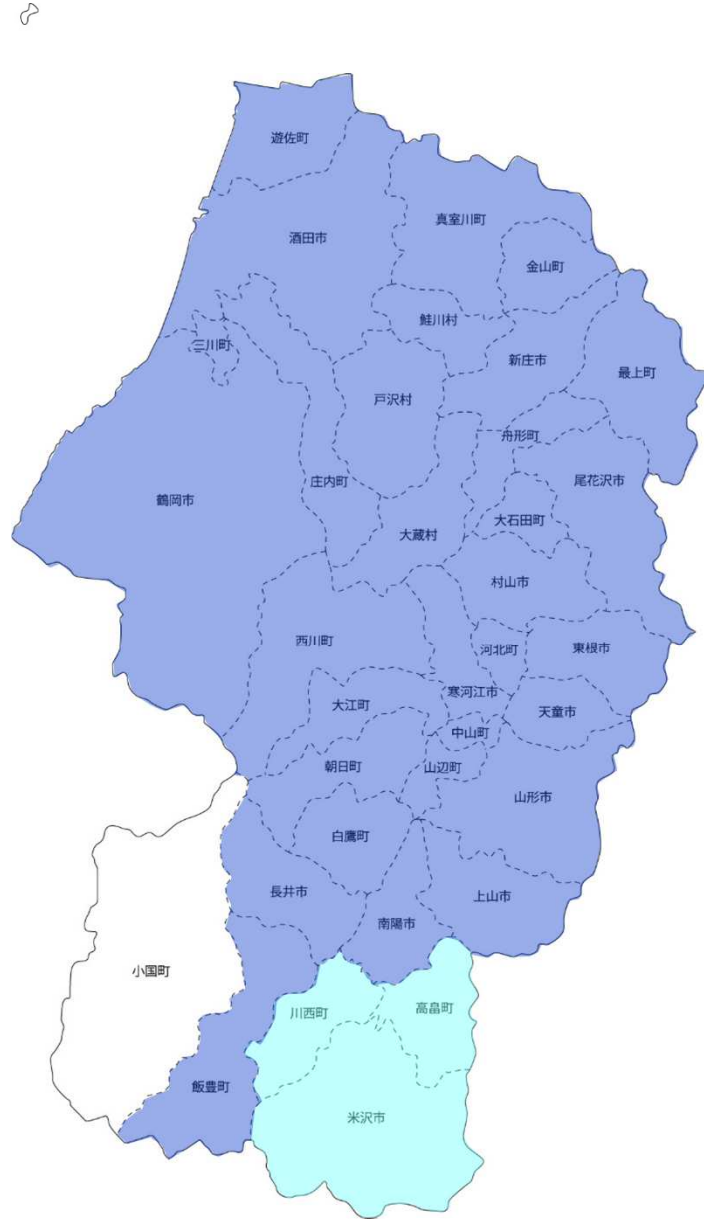 遊佐町
酒田市
真室川町
金山町
鮭川村
三川町
新庄市
最上町
戸沢村
舟形町
鶴岡市
庄内町
尾花沢市
大蔵村
大石田町
村山市
西川町
河北町
東根市
大江町
寒河江市
天童市
中山町
朝日町
山辺町
山形市
白鷹町
長井市
南陽市
上山市
小国町
川西町
高畠町
飯豊町
米沢市